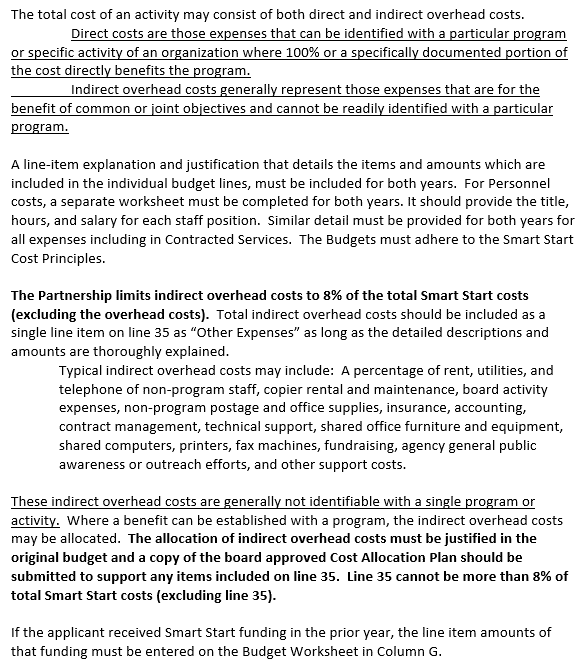 The total cost of an activity may consist of both direct and indirect overhead costs.
Direct costs are those expenses that can be identified with a particular program
or specific activity of an organization where 100% or a specifically documented portion of
the cost directly benefits the program.
Indirect overhead costs generally represent those expenses that are for the
benefit of common or joint objectives and cannot be readily identified with a particular
program.
A line-item explanation and justification that details the items and amounts which are
included in the individual budget lines, must be included for both years.  For Personnel
costs, a separate worksheet must be completed for both years. It should provide the title,
hours, and salary for each staff position.  Similar detail must be provided for both years for
all expenses including in Contracted Services.  The Budgets must adhere to the Smart Start
Cost Principles.
The Partnership limits indirect overhead costs to 8% of the total Smart Start costs
(excluding the overhead costs).  Total indirect overhead costs should be included as a
single line item on line 35 as “Other Expenses” as long as the detailed descriptions and
amounts are thoroughly explained.
Typical indirect overhead costs may include:  A percentage of rent, utilities, and
telephone of non-program staff, copier rental and maintenance, board activity
expenses, non-program postage and office supplies, insurance, accounting,
contract management, technical support, shared office furniture and equipment,
shared computers, printers, fax machines, fundraising, agency general public
awareness or outreach efforts, and other support costs.
These indirect overhead costs are generally not identifiable with a single program or
activity.  Where a benefit can be established with a program, the indirect overhead costs
may be allocated.  The allocation of indirect overhead costs must be justified in the
original budget and a copy of the board approved Cost Allocation Plan should be
submitted to support any items included on line 35.  Line 35 cannot be more than 8% of
total Smart Start costs (excluding line 35).
If the applicant received Smart Start funding in the prior year, the line item amounts of
that funding must be entered on the Budget Worksheet in Column G.